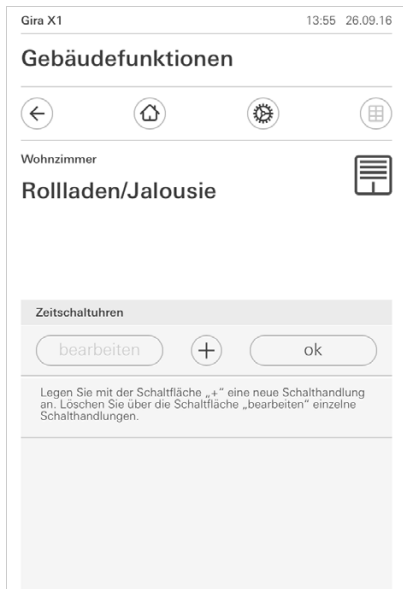 Gira X1 13:55 26.09.16
Gebäudefunktionen
Wohnzimmer
Rollladen/Jalousie
Zeitschaltuhren
bearbeiten + ok
Legen Sie mit der Schaltfläche „+“ eine neue Schalthandlung
an. Löschen Sie über die Schaltfläche „bearbeiten“ einzelne
Schalthandlungen.